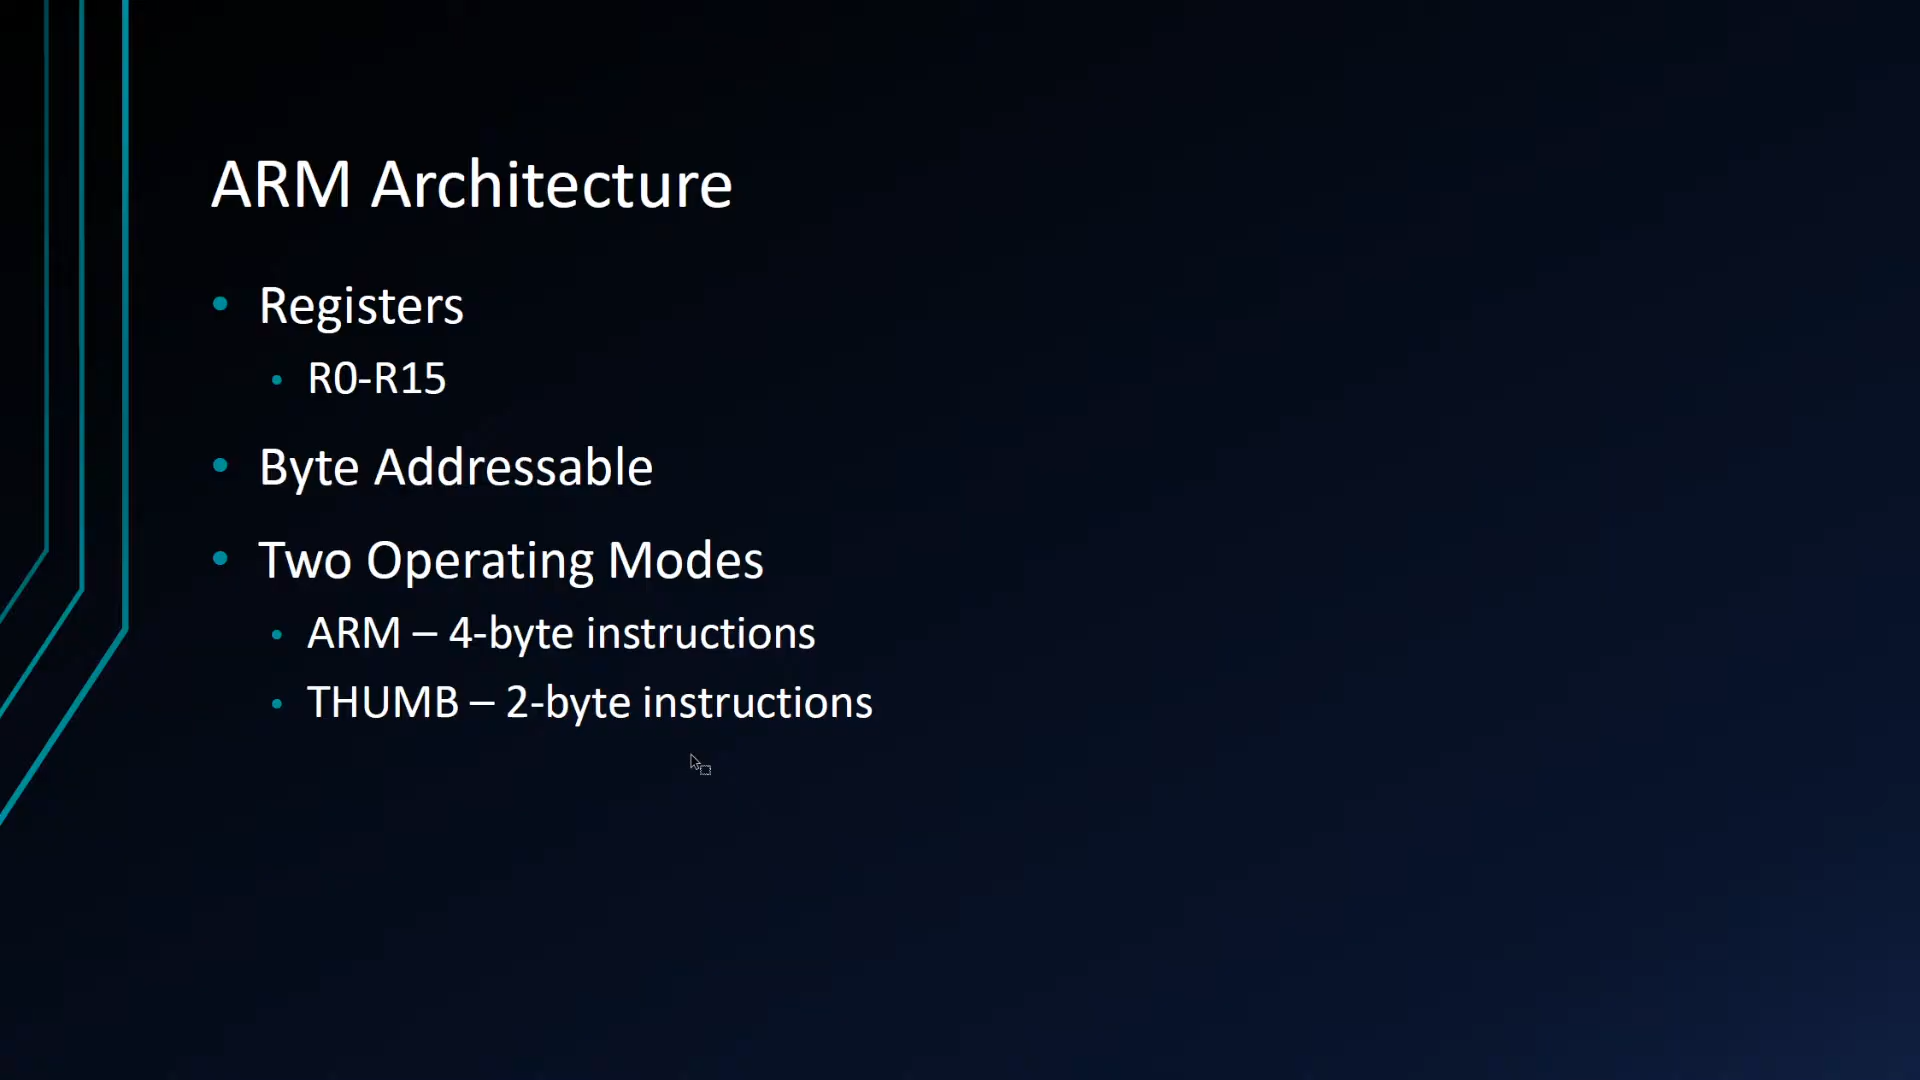 ARM Architecture
• Registers
• R0-R15
• Byte Addressable
• Two Operating Modes
• ARM – 4-byte instructions
• THUMB – 2-byte instructions